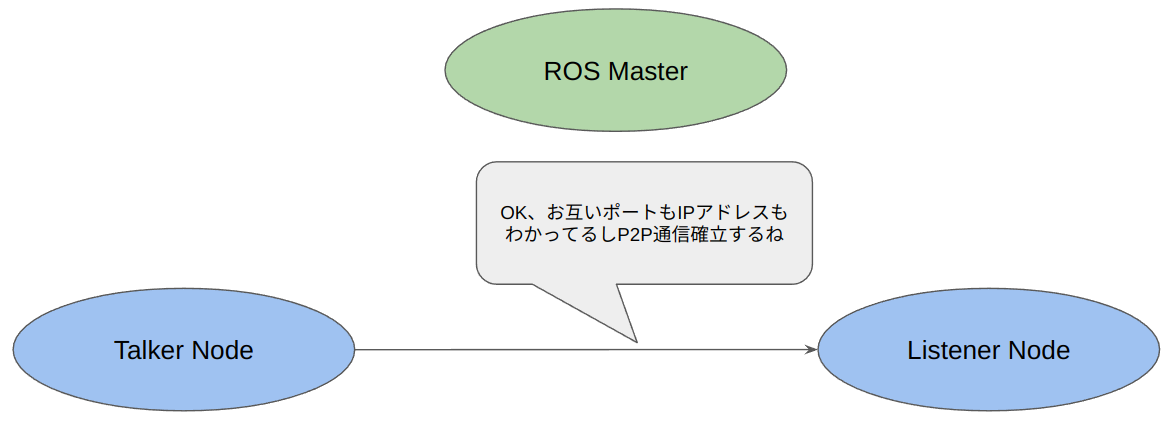 ROS Master
OK、お互いポートもIPアドレスも
わかってるしP2P通信確立するね
Talker Node
Listener Node